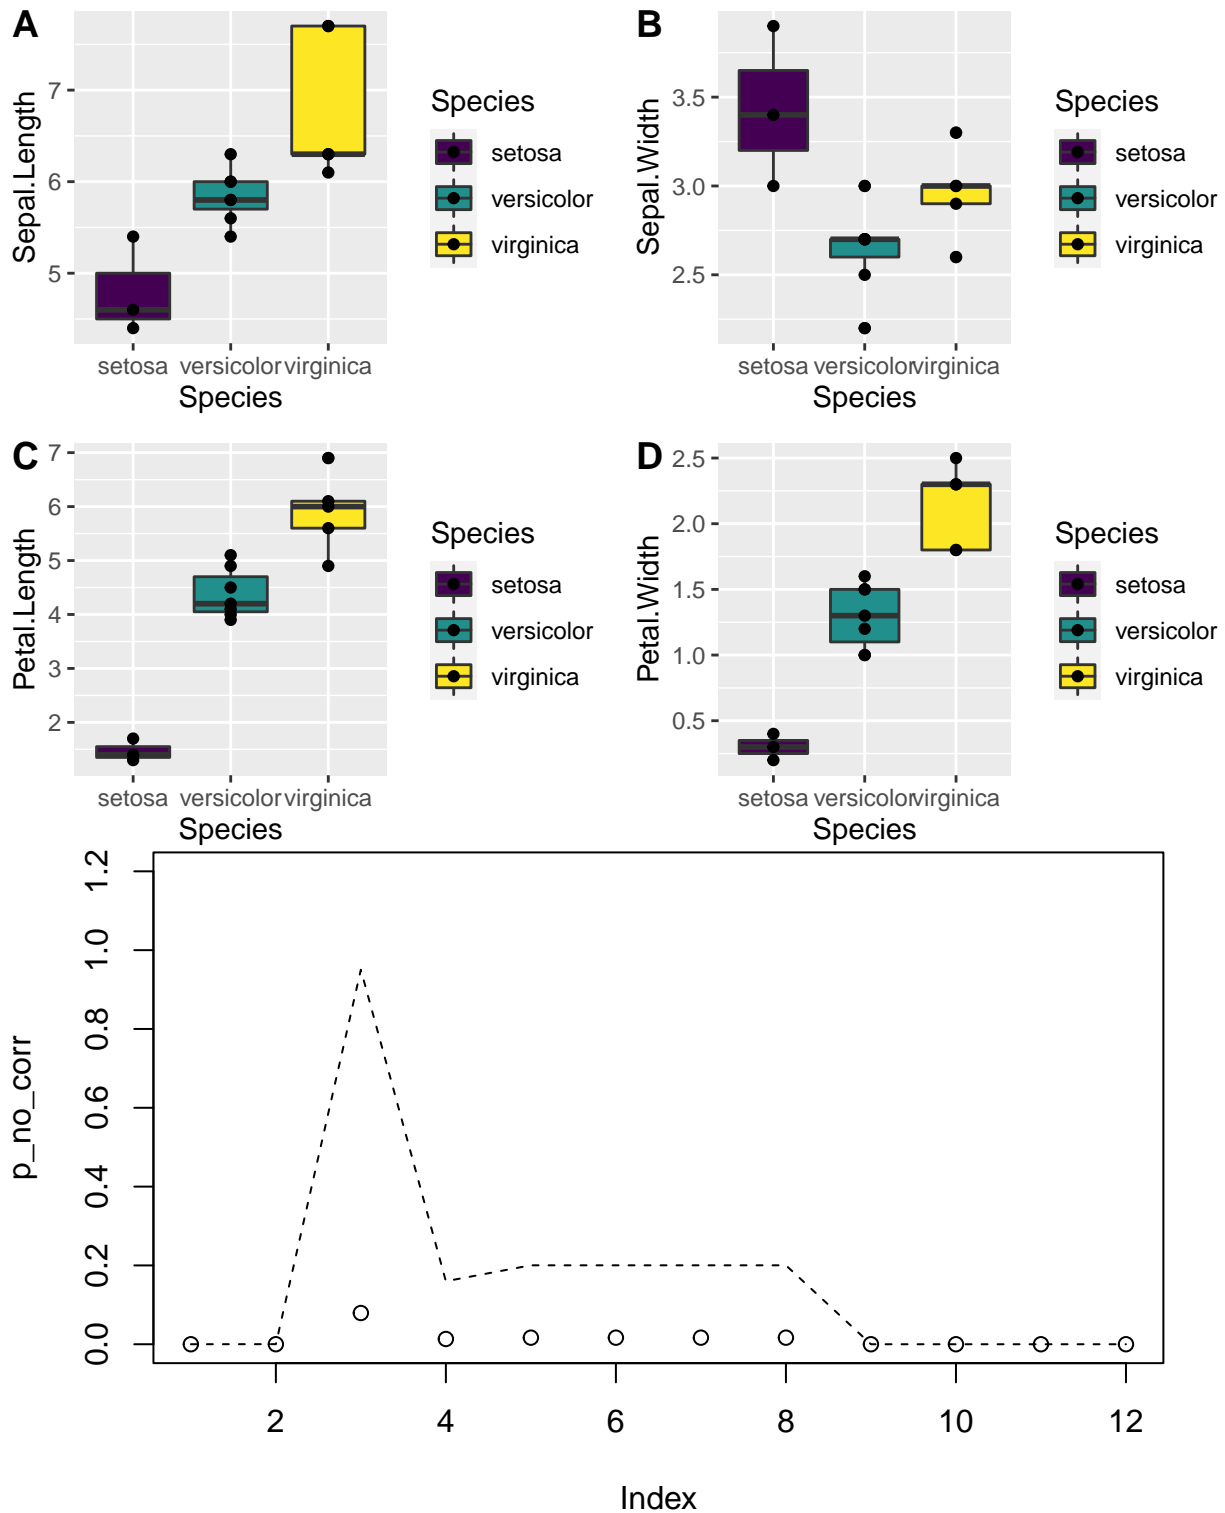 A
Sepal.Length
7
6
5
setosa versicolor virginica
Species
Species
setosa
versicolor
virginica
B
Sepal.Width
3.5
3.0
2.5
setosa versicolor virginica
Species
Species
setosa
versicolor
virginica
C
Petal.Length
7
6
5
4
3
2
setosa versicolor virginica
Species
Species
setosa
versicolor
virginica
D
Petal.Width
2.5
2.0
1.5
1.0
0.5
setosa versicolor virginica
Species
Species
setosa
versicolor
virginica
p_no_corr
1.2
1.0
0.8
0.6
0.4
0.2
0.0
2 4 6 8 10 12
Index